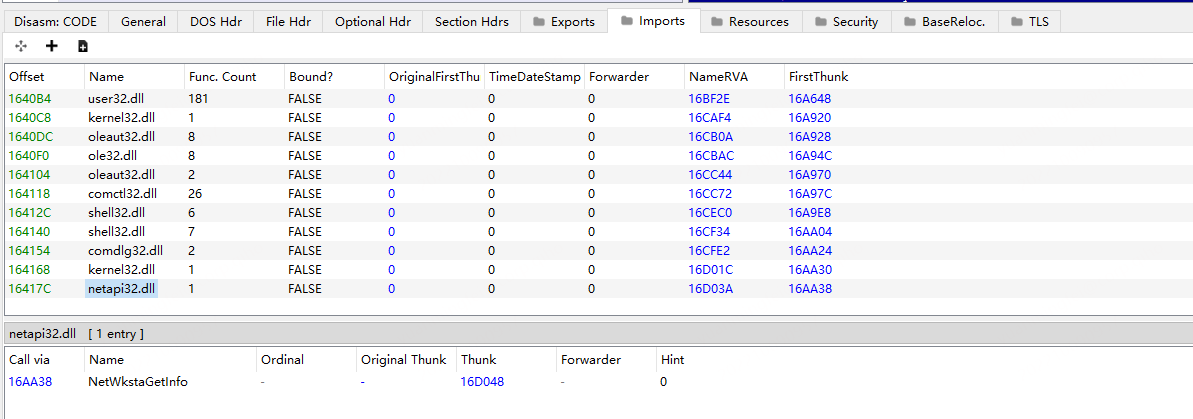 Disasm: CODE General DOS Hdr File Hdr Optional Hdr Section Hdrs Exports Imports Resources Security BaseReloc. TLS
Offset Name Func. Count Bound? OriginalFirstThu TimeDateStamp Forwarder NameRVA FirstThunk
1640B4 user32.dll 181 FALSE 0 0 0 16BF2E 16A648
1640C8 kernel32.dll 1 FALSE 0 0 0 16CAF4 16A920
1640DC oleaut32.dll 8 FALSE 0 0 0 16CB0A 16A928
1640F0 ole32.dll 8 FALSE 0 0 0 16CBAC 16A94C
164104 oleaut32.dll 2 FALSE 0 0 0 16CC44 16A970
164118 comctl32.dll 26 FALSE 0 0 0 16CC72 16A97C
16412C shell32.dll 6 FALSE 0 0 0 16CEC0 16A9E8
164140 shell32.dll 7 FALSE 0 0 0 16CF34 16AA04
164154 comdlg32.dll 2 FALSE 0 0 0 16CFE2 16AA24
164168 kernel32.dll 1 FALSE 0 0 0 16D01C 16AA30
16417C netapi32.dll 1 FALSE 0 0 0 16D03A 16AA38
netapi32.dll [ 1 entry ]
Call via Name Ordinal Original Thunk Thunk Forwarder Hint
16AA38 NetWkstaGetInfo - - 16D048 - 0